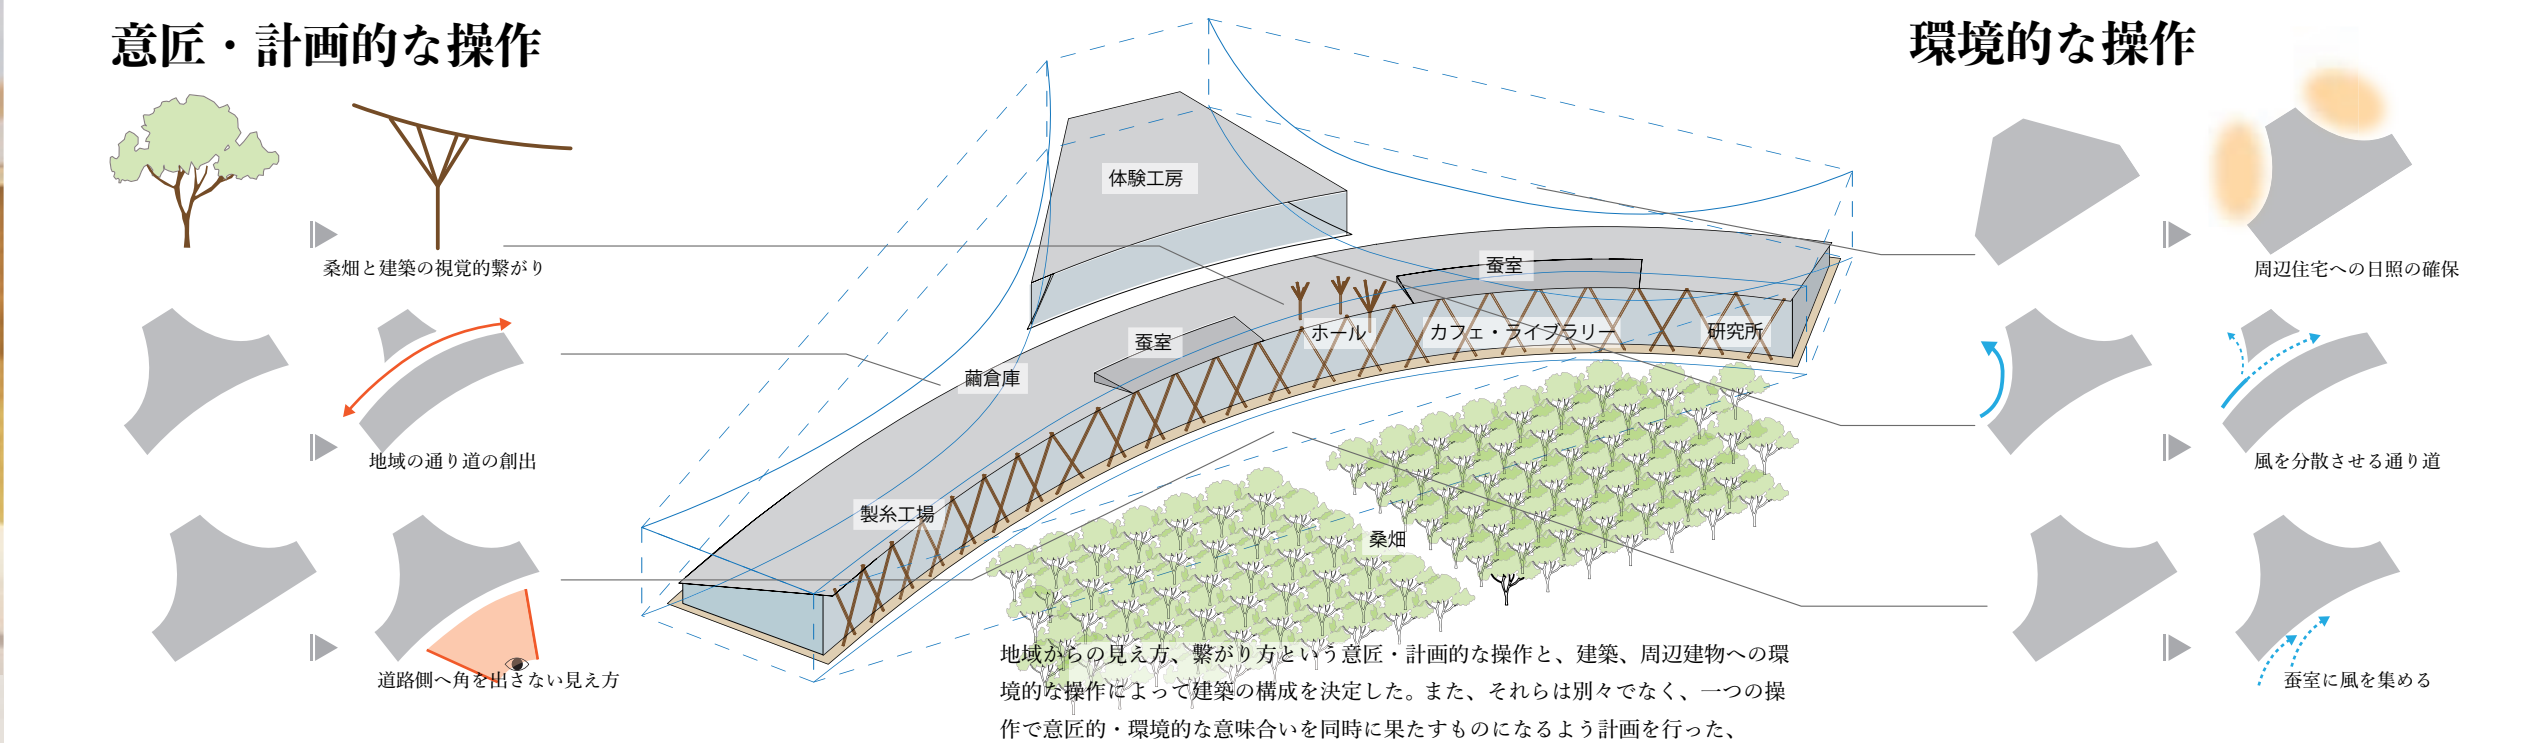 意匠・計画的な操作
桑畑と建築の視覚的繋がり
地域の通り道の創出
道路側へ角を出さない見え方
体験工房
蚕室
蚕室
ホール
カフェ・ライブラリー
研究所
繭倉庫
製糸工場
桑畑
地域からの見え方、繋がり方という意匠・計画的な操作と、建築、周辺建物への環
境的な操作によって建築の構成を決定した。また、それらは別々でなく、一つの操
作で意匠的・環境的な意味合いを同時に果たすものになるよう計画を行った、
環境的な操作
周辺住宅への日照の確保
風を分散させる通り道
蚕室に風を集める